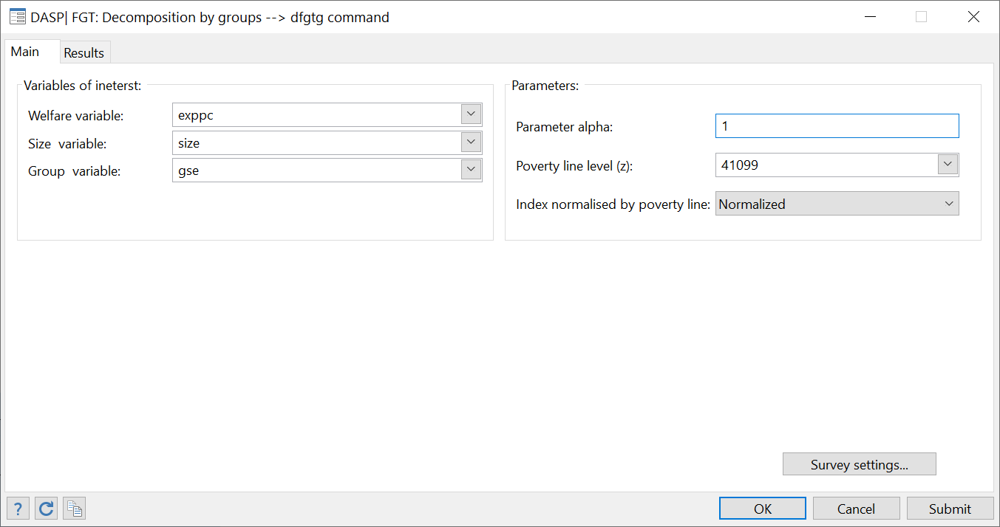 DASP| FGT: Decomposition by groups --> dfgtg command
Main
Results
Variables of ineterst:
Welfare variable:
exppc
Size  variable:
size
Group  variable:
gse
Parameters:
Parameter alpha:
1
Poverty line level (z):
41099
Index normalised by poverty line:
Normalized
Survey settings...
?
OK
Cancel
Submit